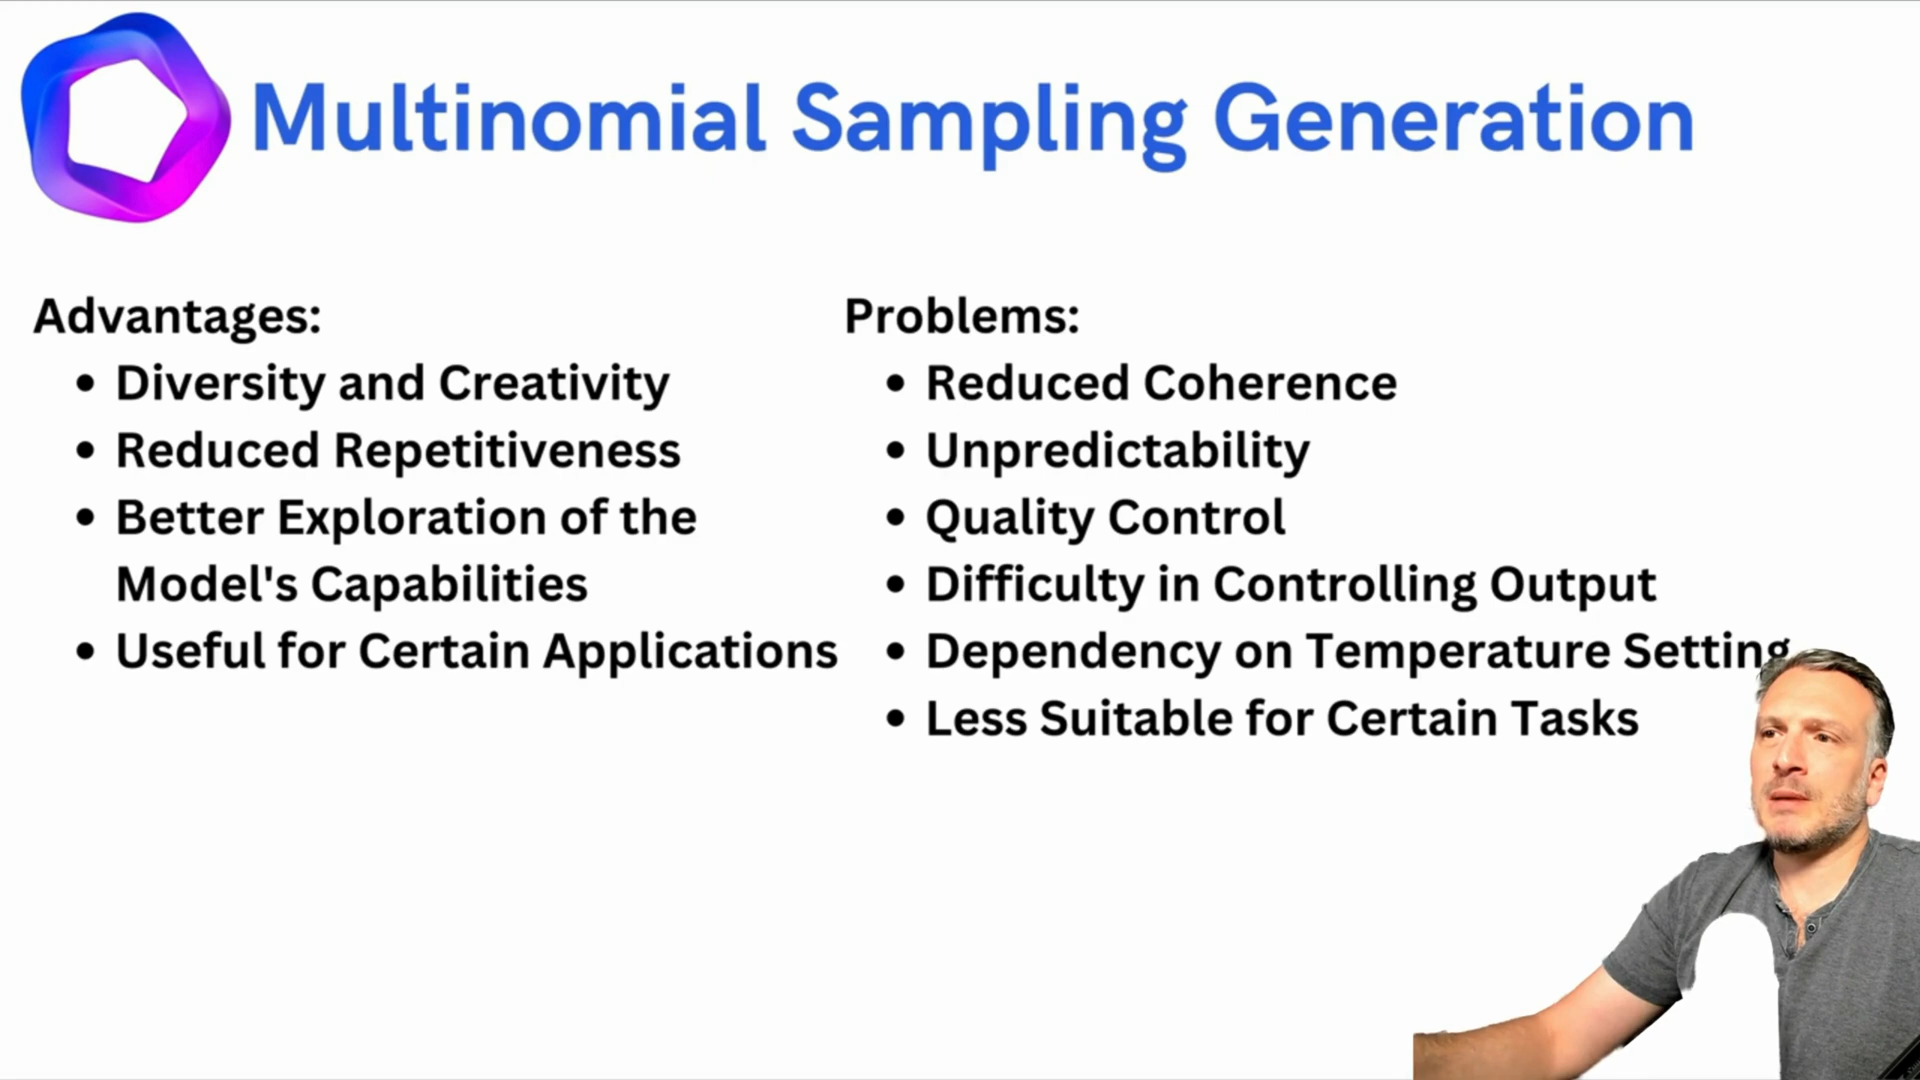 Multinomial Sampling Generation
Advantages:
• Diversity and Creativity
• Reduced Repetitiveness
• Better Exploration of the
Model's Capabilities
• Useful for Certain Applications
Problems:
• Reduced Coherence
• Unpredictability
• Quality Control
• Difficulty in Controlling Output
• Dependency on Temperature Setting
• Less Suitable for Certain Tasks